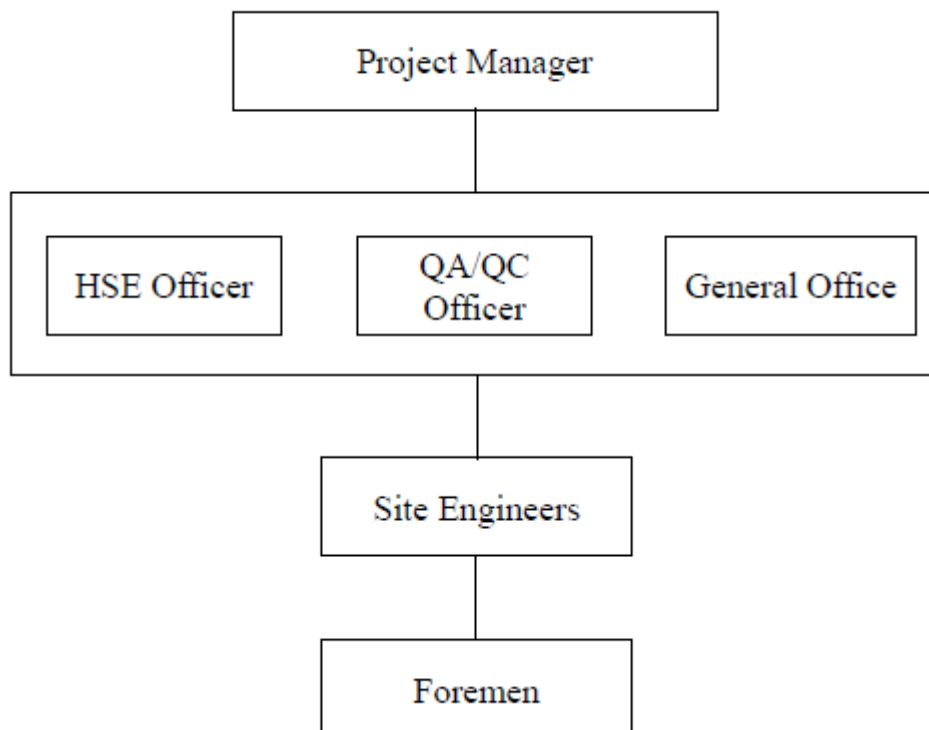 Project Manager
HSE Officer
QA/QC
Officer
General Office
Site Engineers
Foremen